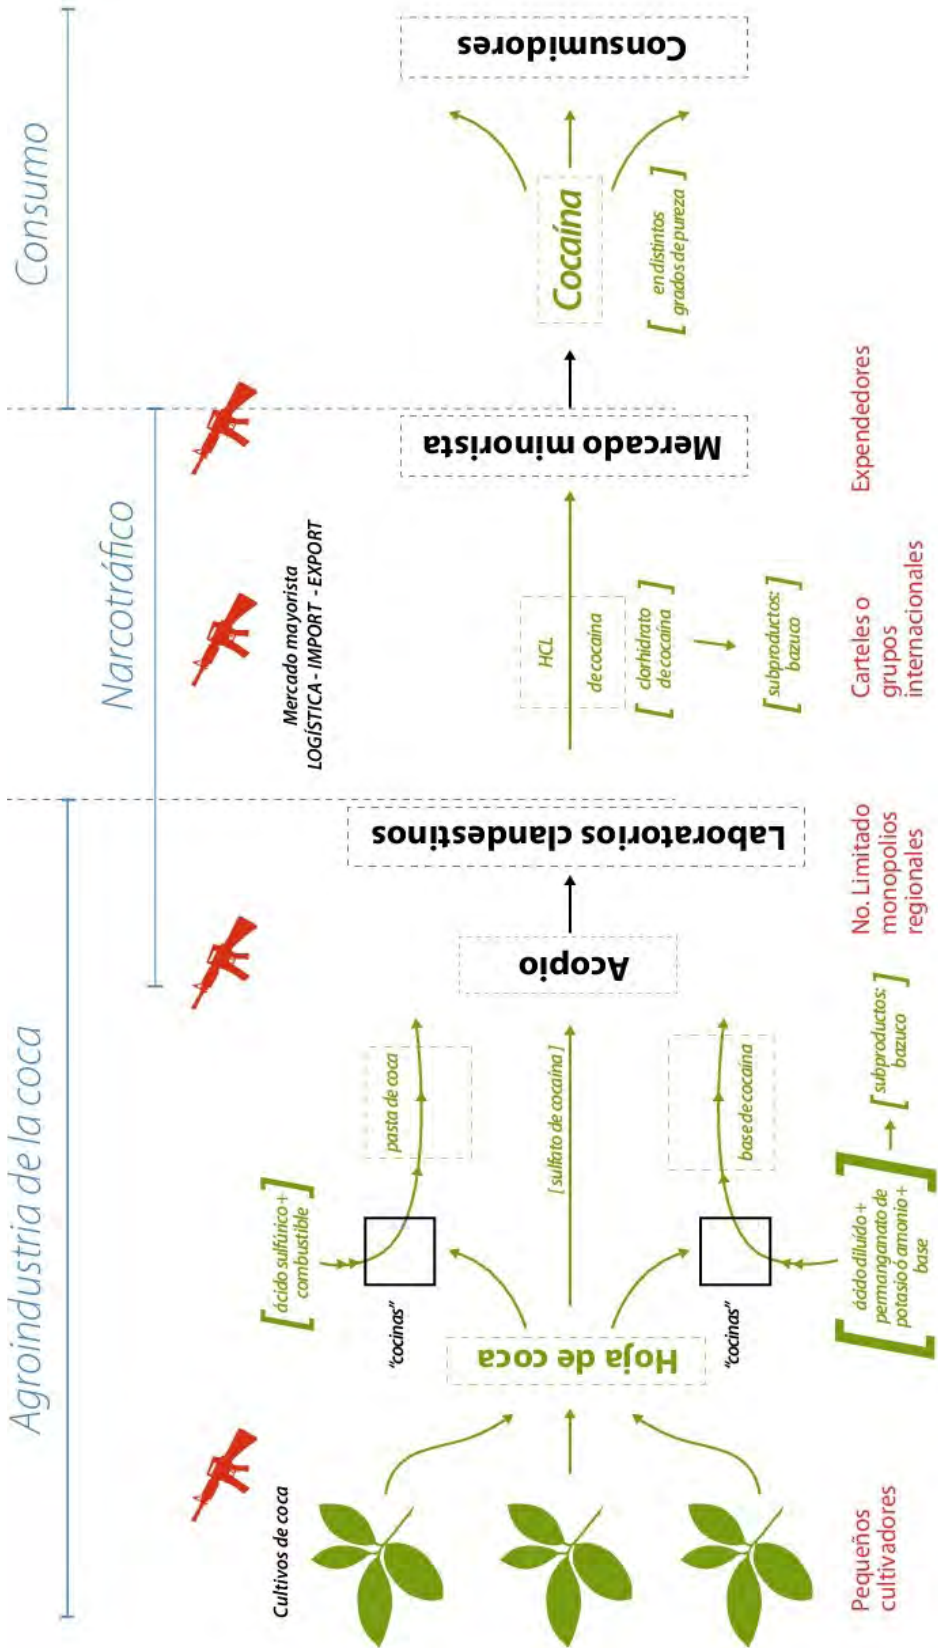 Agroindustria de la coca
Narcotráfico
Consumo
Cultivos de coca
Mercado mayorista
LOGÍSTICA - IMPORT - EXPORT
[ácido sulfúrico +
combustible]
"cocinas"
pasta de coca
Hoja de coca
[sulfato de cocaína]
Acopio
Laboratorios clandestinos
"cocinas"
base de cocaína
[ácido diluído +
permanganato de
potasio ó amonio +
base]
[subproductos:
bazuco]
HCL
de cocaína
[clorhidrato
de cocaína]
[subproductos:
bazuco]
Mercado minorista
Cocaína
[en distintos
grados de pureza]
Consumidores
Pequeños
cultivadores
No. Limitado
monopolios
regionales
Carteles o
grupos
internacionales
Expendedores